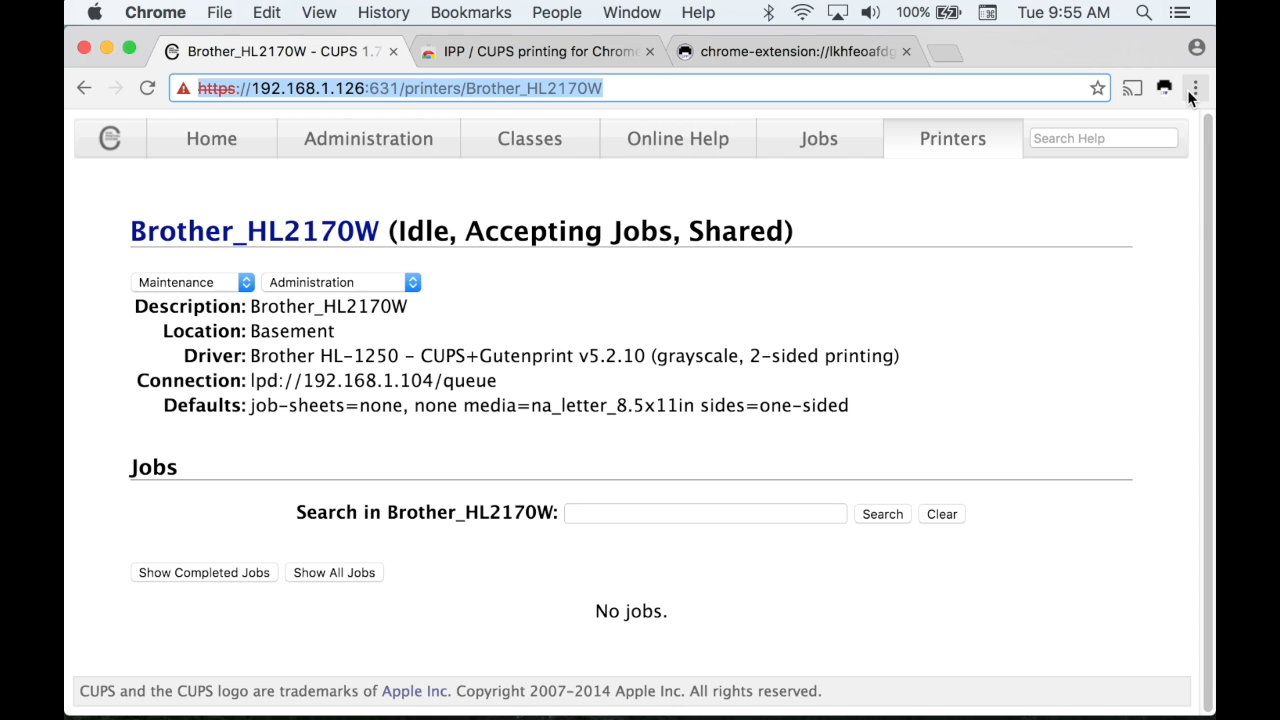 Chrome File Edit View History Bookmarks People Window Help 100% Tue 9:55 AM
Brother_HL2170W - CUPS 1.7 IPP / CUPS printing for Chrome chrome-extension://lkhfeoafdg
https://192.168.1.126:631/printers/Brother_HL2170W
Home Administration Classes Online Help Jobs Printers Search Help
Brother_HL2170W (Idle, Accepting Jobs, Shared)
Maintenance Administration
Description: Brother_HL2170W
Location: Basement
Driver: Brother HL-1250 - CUPS+Gutenprint v5.2.10 (grayscale, 2-sided printing)
Connection: lpd://192.168.1.104/queue
Defaults: job-sheets=none, none media=na_letter_8.5x11in sides=one-sided
Jobs
Search in Brother_HL2170W: Search Clear
Show Completed Jobs Show All Jobs
No jobs.
CUPS and the CUPS logo are trademarks of Apple Inc. Copyright 2007-2014 Apple Inc. All rights reserved.